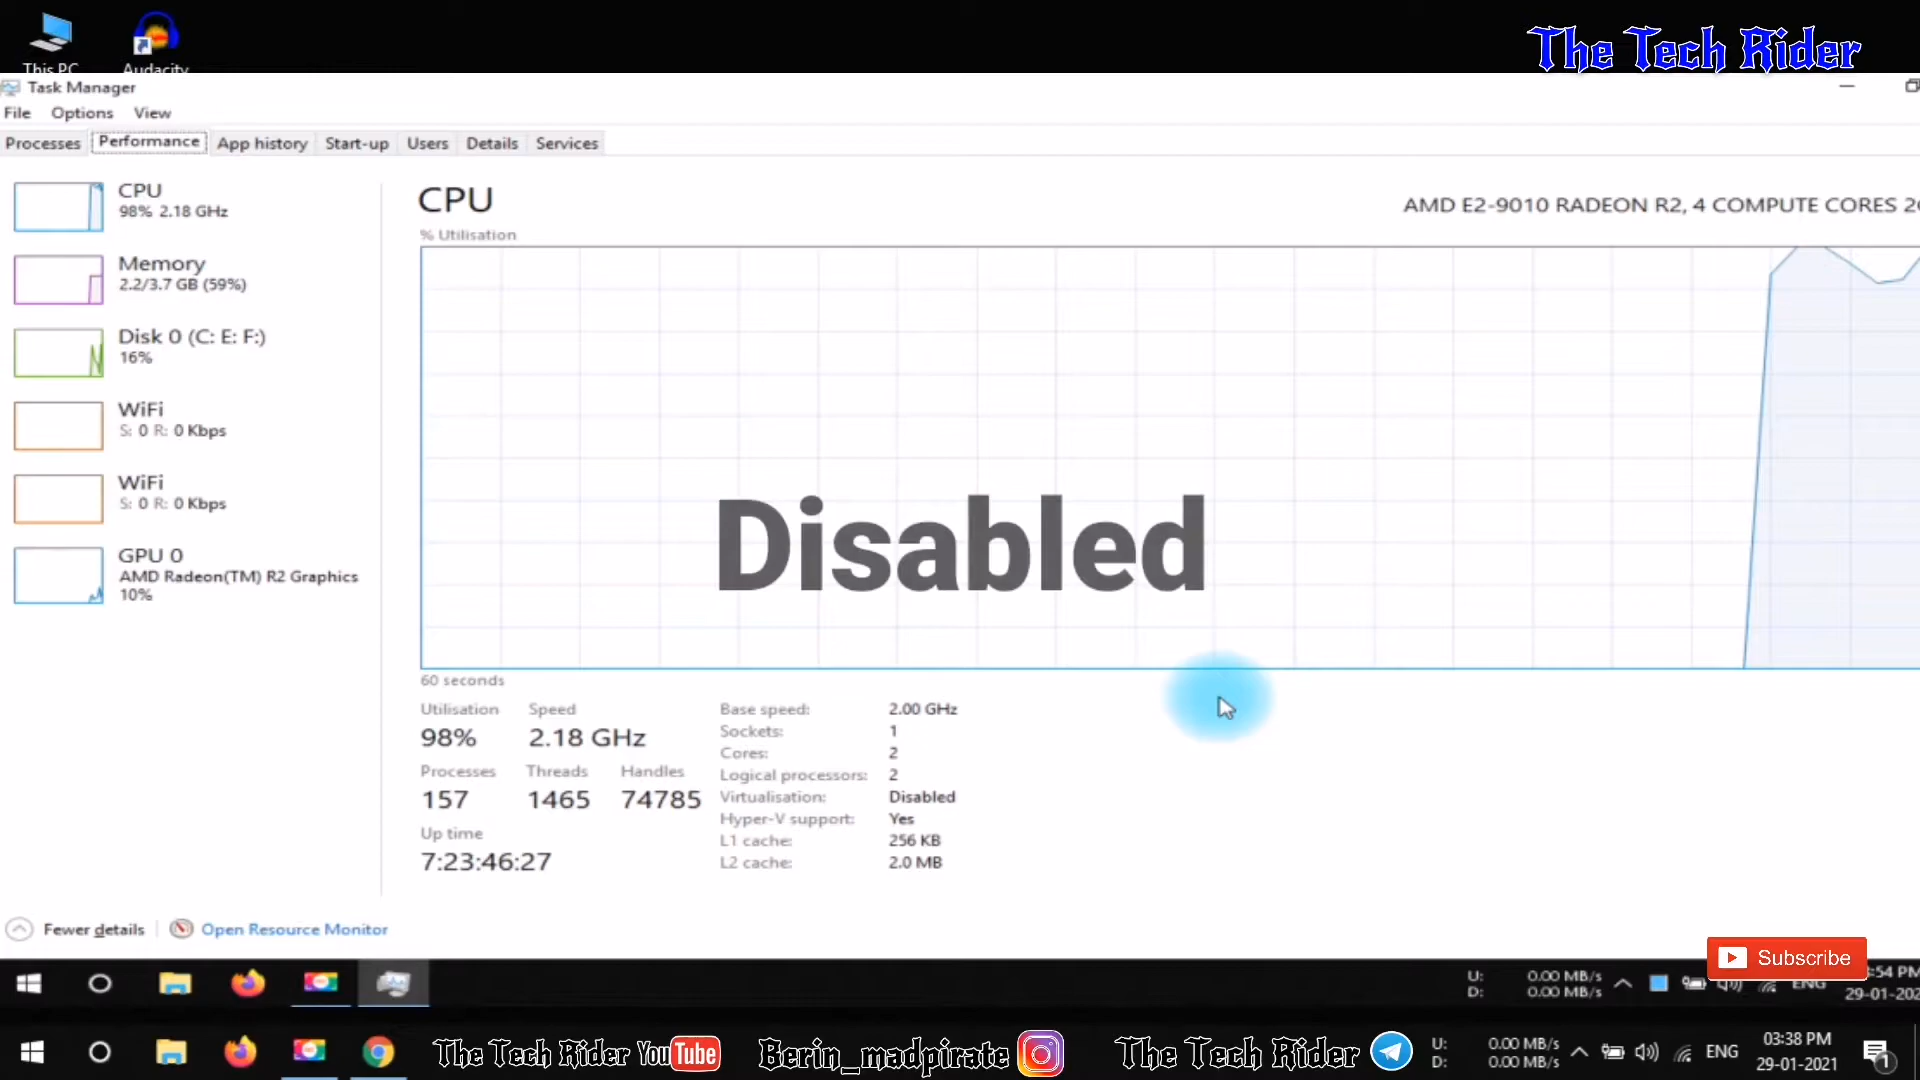 The Tech Rider
This PC
Audacity
Task Manager
File Options View
Processes Performance App history Start-up Users Details Services
CPU
98% 2.18 GHz
Memory
2.2/3.7 GB (59%)
Disk 0 (C: E: F:)
16%
WiFi
S: 0 R: 0 Kbps
WiFi
S: 0 R: 0 Kbps
GPU 0
AMD Radeon(TM) R2 Graphics
10%
CPU
AMD E2-9010 RADEON R2, 4 COMPUTE CORES
% Utilisation
Disabled
60 seconds
Utilisation Speed
98% 2.18 GHz
Processes Threads Handles
157 1465 74785
Up time
7:23:46:27
Base speed: 2.00 GHz
Sockets: 1
Cores: 2
Logical processors: 2
Virtualisation: Disabled
Hyper-V support: Yes
L1 cache: 256 KB
L2 cache: 2.0 MB
Fewer details Open Resource Monitor
Subscribe
U: 0.00 MB/s
D: 0.00 MB/s
ENG
:54 PM
29-01-202
The Tech Rider YouTube Berin_madpirate The Tech Rider
U: 0.00 MB/s
D: 0.00 MB/s
ENG
03:38 PM
29-01-2021
1